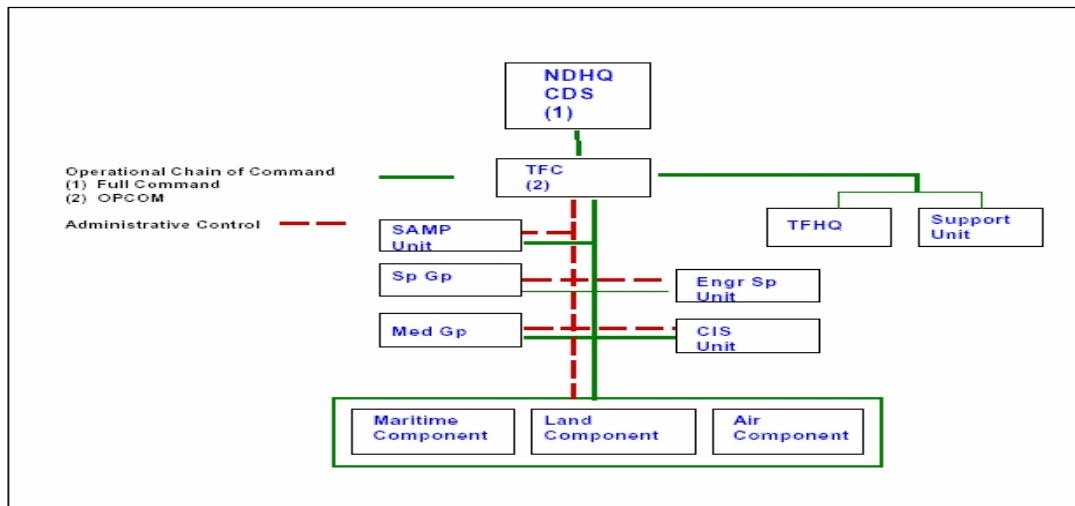 NDHQ
CDS
(1)
Operational Chain of Command
(1) Full Command
(2) OPCOM
Administrative Control
TFC
(2)
TFHQ
Support
Unit
SAMP
Unit
Sp Gp
Engr Sp
Unit
Med Gp
CIS
Unit
Maritime
Component
Land
Component
Air
Component